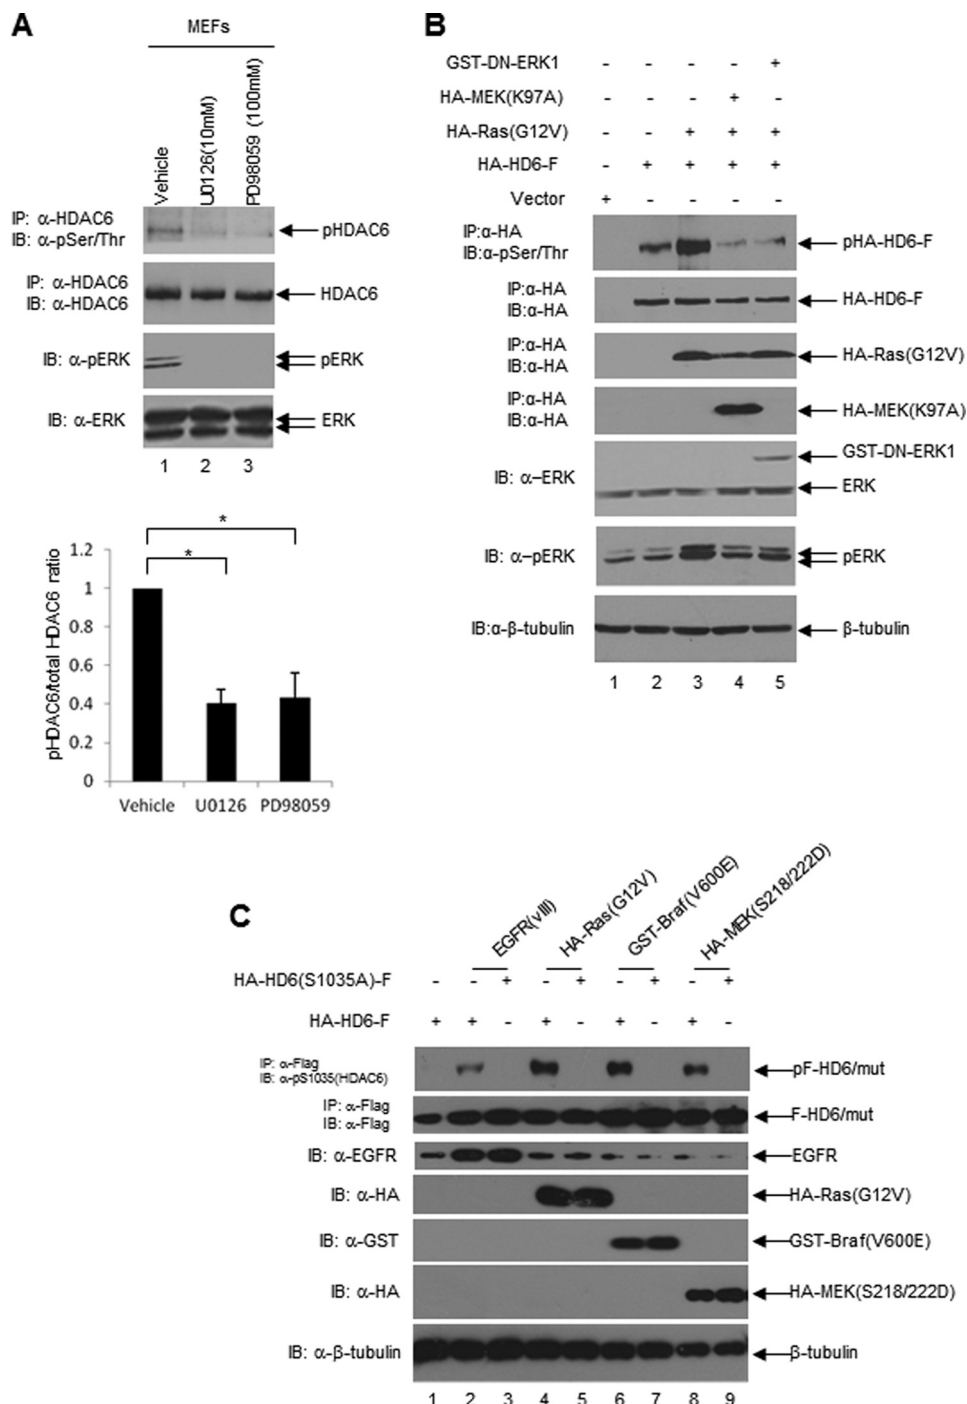 A
MEFs
Vehicle
U0126(10mM)
PD98059 (100mM)
IP: α-HDAC6
IB: α-pSer/Thr
pHDAC6
IP: α-HDAC6
IB: α-HDAC6
HDAC6
IB: α-pERK
pERK
IB: α-ERK
ERK
1 2 3
*
*
pHDAC6/total HDAC6 ratio
1.2
1
0.8
0.6
0.4
0.2
0
Vehicle U0126 PD98059
B
GST-DN-ERK1 - - - - +
HA-MEK(K97A) - - - + -
HA-Ras(G12V) - - + + +
HA-HD6-F - + + + +
Vector + - - - -
IP:α-HA
IB:α-pSer/Thr
pHA-HD6-F
IP:α-HA
IB:α-HA
HA-HD6-F
IP:α-HA
IB:α-HA
HA-Ras(G12V)
IP:α-HA
IB:α-HA
HA-MEK(K97A)
GST-DN-ERK1
IB: α-ERK
ERK
IB: α-pERK
pERK
IB:α-β-tubulin
β-tubulin
1 2 3 4 5
C
EGFR(vIII)
HA-Ras(G12V)
GST-Braf(V600E)
HA-MEK(S218/222D)
HA-HD6(S1035A)-F - - + - + - + - +
HA-HD6-F + + - + - + - + -
IP: α-Flag
IB: α-pS1035(HDAC6)
pF-HD6/mut
IP: α-Flag
IB: α-Flag
F-HD6/mut
IB: α-EGFR
EGFR
IB: α-HA
HA-Ras(G12V)
IB: α-GST
GST-Braf(V600E)
IB: α-HA
HA-MEK(S218/222D)
IB: α-β-tubulin
β-tubulin
1 2 3 4 5 6 7 8 9